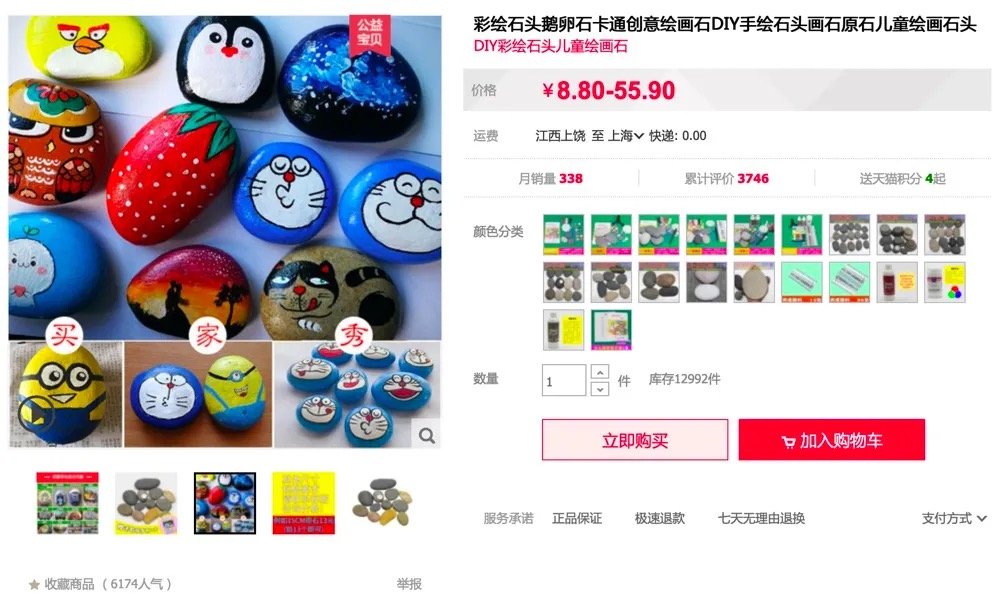 彩绘石头鹅卵石卡通创意绘画石DIY手绘石头画石原石儿童绘画石头
DIY彩绘石头儿童绘画石
公益
宝贝
价格 ¥8.80-55.90
运费 江西上饶 至 上海 快递: 0.00
月销量 338 累计评价 3746 送天猫积分 4起
颜色分类
买 家 秀
数量 1 件 库存12992件
立即购买 加入购物车
服务承诺 正品保证 极速退款 七天无理由退换 支付方式
收藏商品 （6174人气） 举报